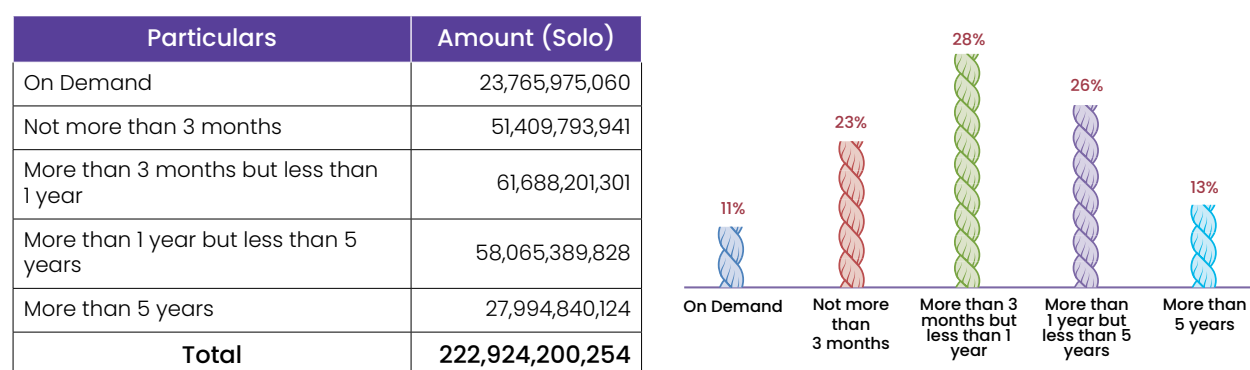 Particulars Amount (Solo)
On Demand 23,765,975,060
Not more than 3 months 51,409,793,941
More than 3 months but less than
1 year 61,688,201,301
More than 1 year but less than 5
years 58,065,389,828
More than 5 years 27,994,840,124
Total 222,924,200,254
11%
23%
28%
26%
13%
On Demand
Not more
than
3 months
More than 3
months but
less than 1
year
More than
1 year but
less than 5
years
More than
5 years